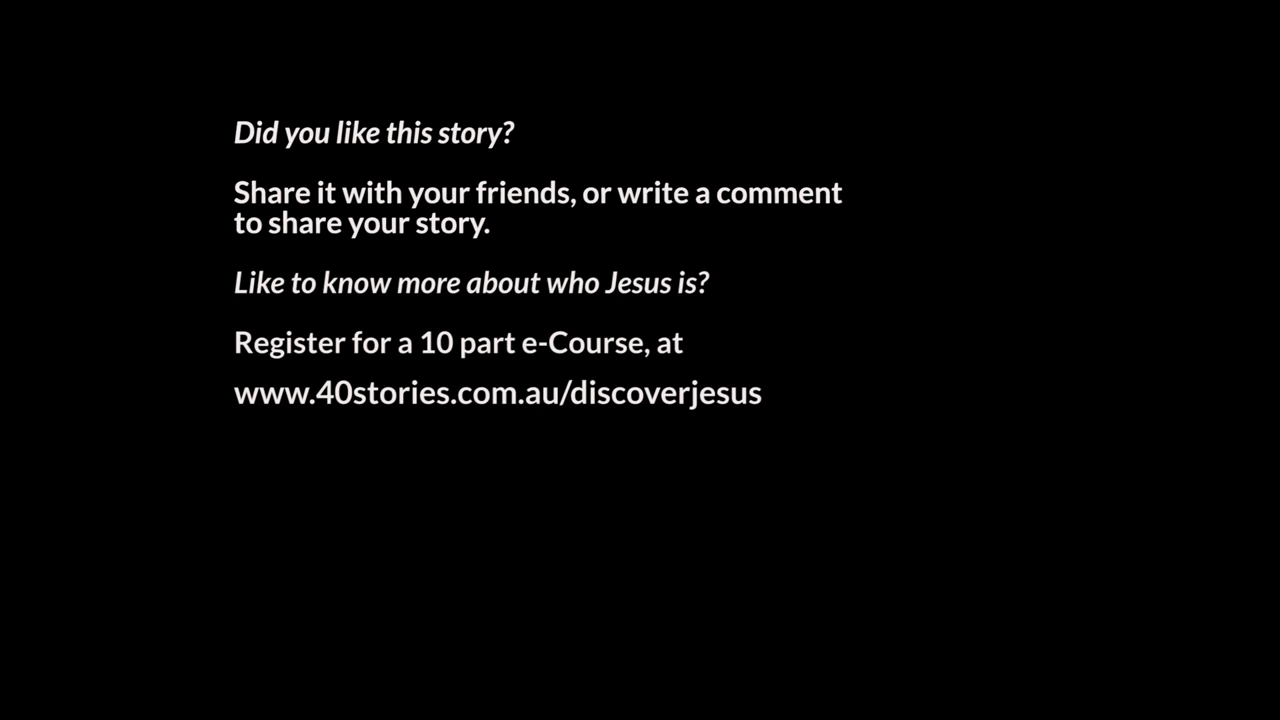 Did you like this story?
Share it with your friends, or write a comment
to share your story.
Like to know more about who Jesus is?
Register for a 10 part e-Course, at
www.40stories.com.au/discoverjesus